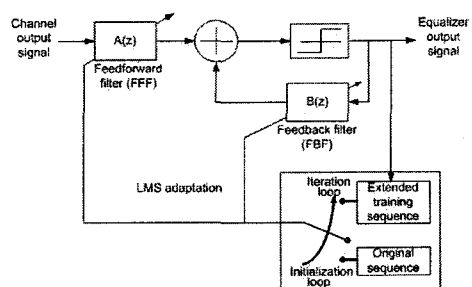 Channel
output
signal
A(z)
Feedforward
filter (FFF)
Equalizer
output
signal
B(z)
Feedback filter
(FBF)
LMS adaptation
Iteration
loop
Extended
training
sequence
Initialization
loop
Original
sequence